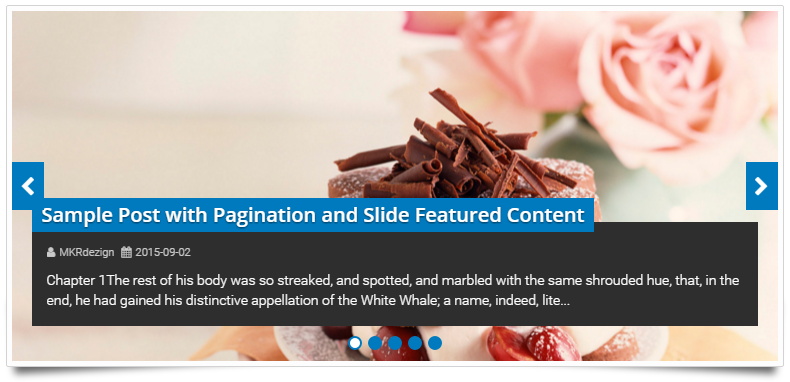 Sample Post with Pagination and Slide Featured Content
MKRdezign 2015-09-02
Chapter 1The rest of his body was so streaked, and spotted, and marbled with the same shrouded hue, that, in the
end, he had gained his distinctive appellation of the White Whale; a name, indeed, lite...